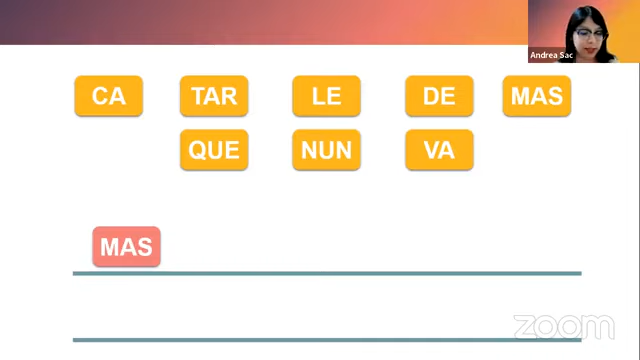 Andrea Sac
CA TAR LE DE MAS
QUE NUN VA
MAS
zoom